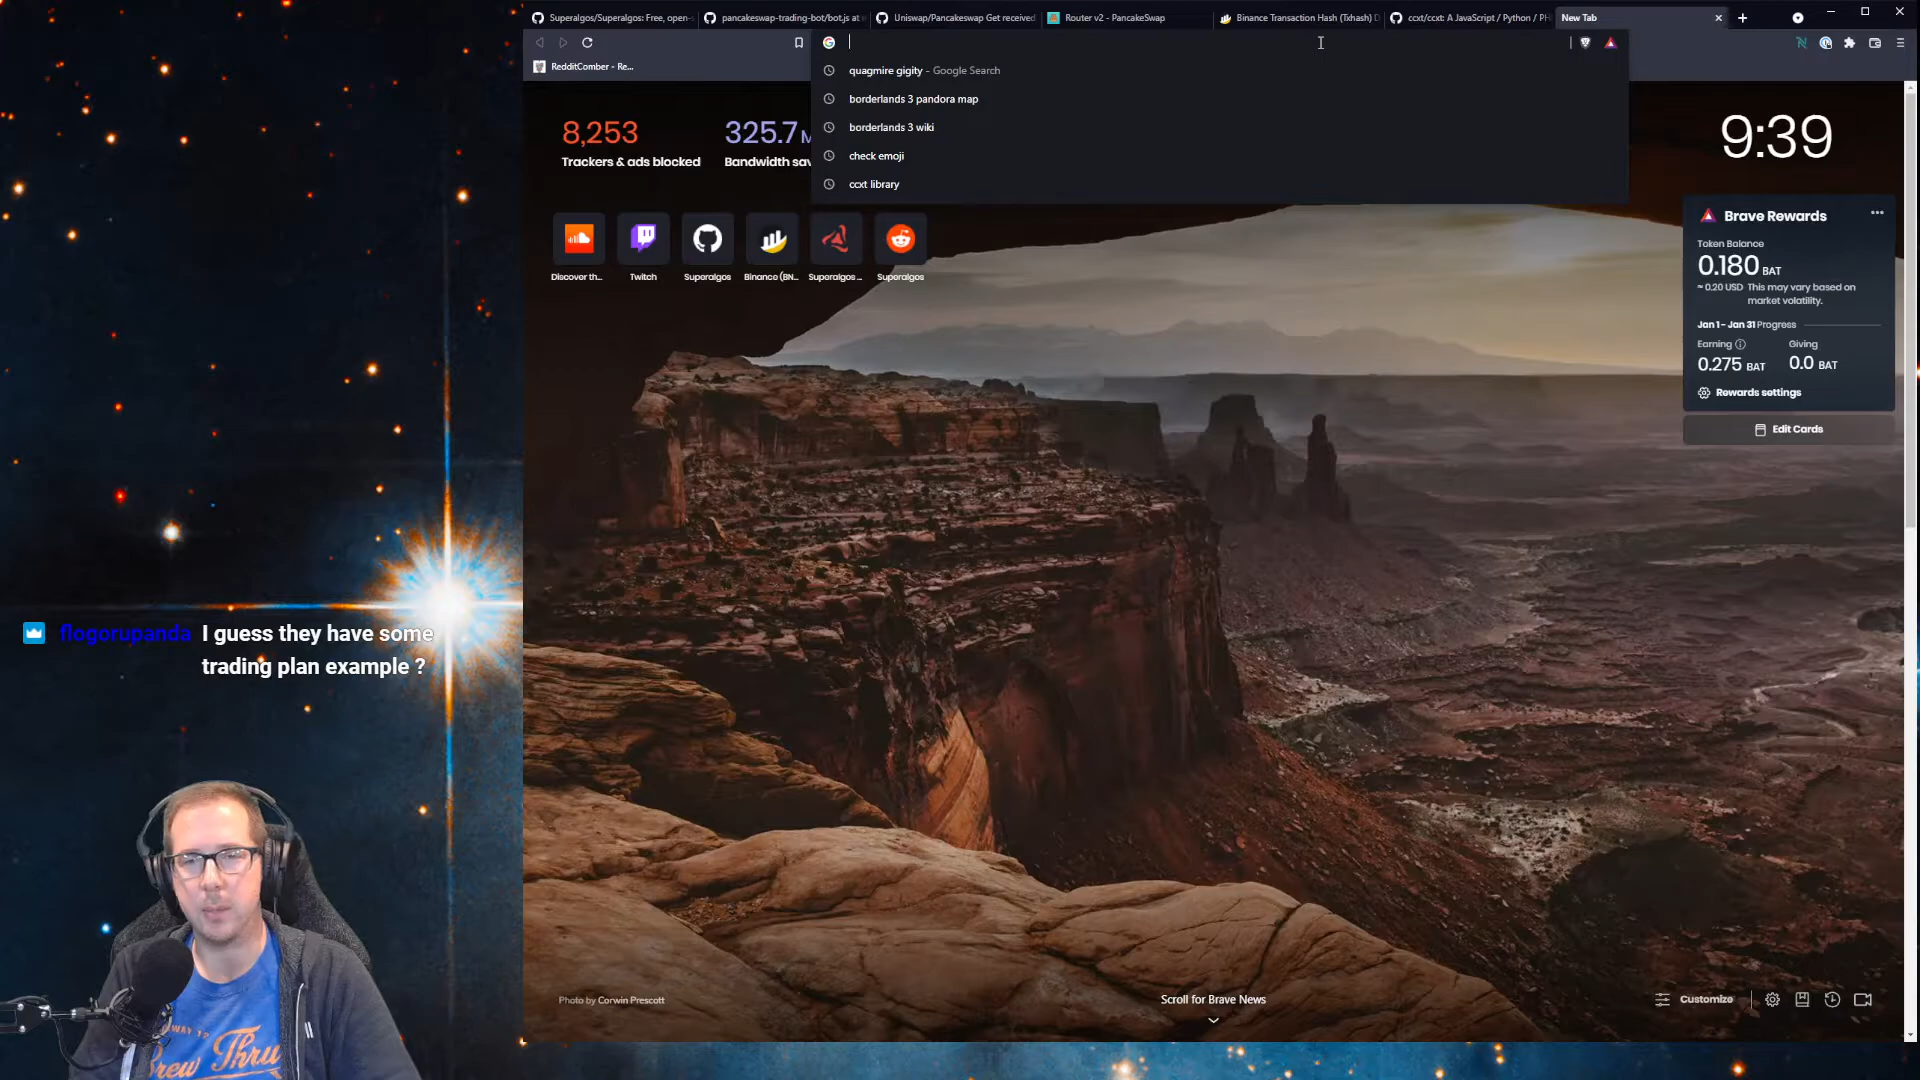 Superalgos/Superalgos: Free, open-
pancakeswap-trading-bot/bot.js at
Uniswap/Pancakeswap Get received
Router v2 - PancakeSwap
Binance Transaction Hash (Txhash) D
ccxt/ccxt: A JavaScript / Python / PH
New Tab
RedditComber - Re...
quagmire gigity - Google Search
borderlands 3 pandora map
borderlands 3 wiki
check emoji
ccxt library
8,253
Trackers & ads blocked
325.7
Bandwidth sav
9:39
Discover th...
Twitch
Superalgos
Binance (BN...
Superalgos ...
Superalgos
Brave Rewards
Token Balance
0.180 BAT
≈ 0.20 USD This may vary based on
market volatility.
Jan 1 - Jan 31 Progress
Earning
Giving
0.275 BAT
0.0 BAT
Rewards settings
Edit Cards
flogorupanda I guess they have some
trading plan example ?
Photo by Corwin Prescott
Scroll for Brave News
Customize
Brew Thru